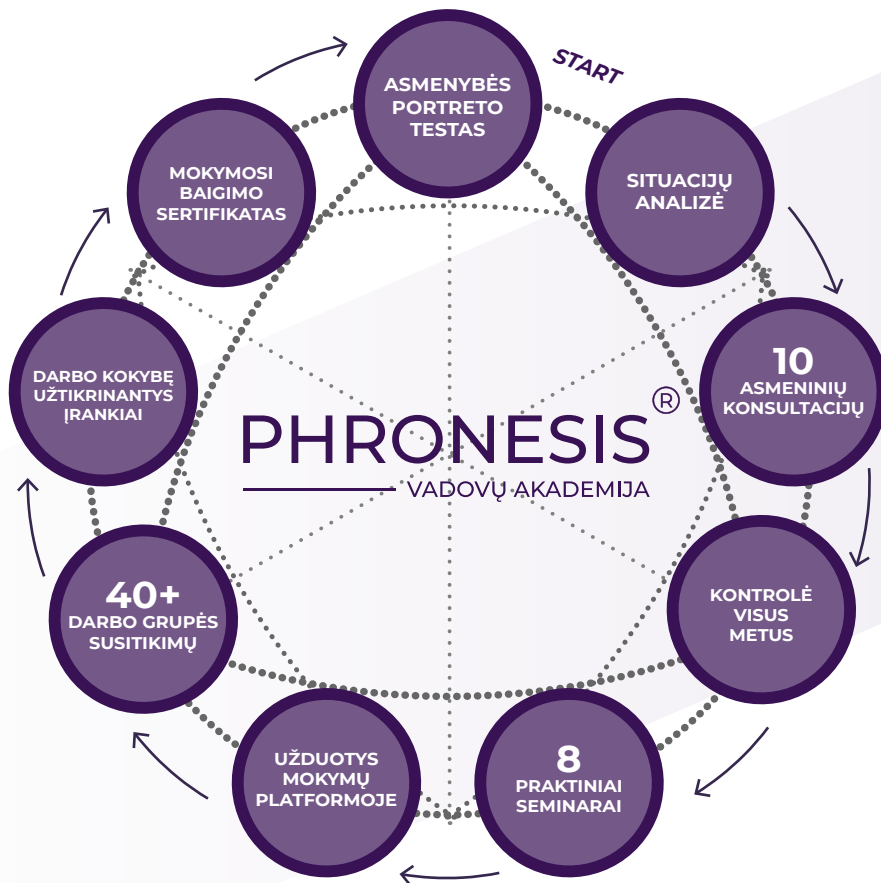 START
ASMENYBĖS
PORTRETO
TESTAS
SITUACIJŲ
ANALIZĖ
10
ASMENINIŲ
KONSULTACIJŲ
KONTROLĖ
VISUS
METUS
8
PRAKTINIAI
SEMINARAI
UŽDUOTYS
MOKYMŲ
PLATFORMOJE
40+
DARBO GRUPĖS
SUSITIKIMŲ
DARBO KOKYBĘ
UŽTIKRINANTYS
ĮRANKIAI
MOKYMOSI
BAIGIMO
SERTIFIKATAS
PHRONESIS®
VADOVŲ AKADEMIJA